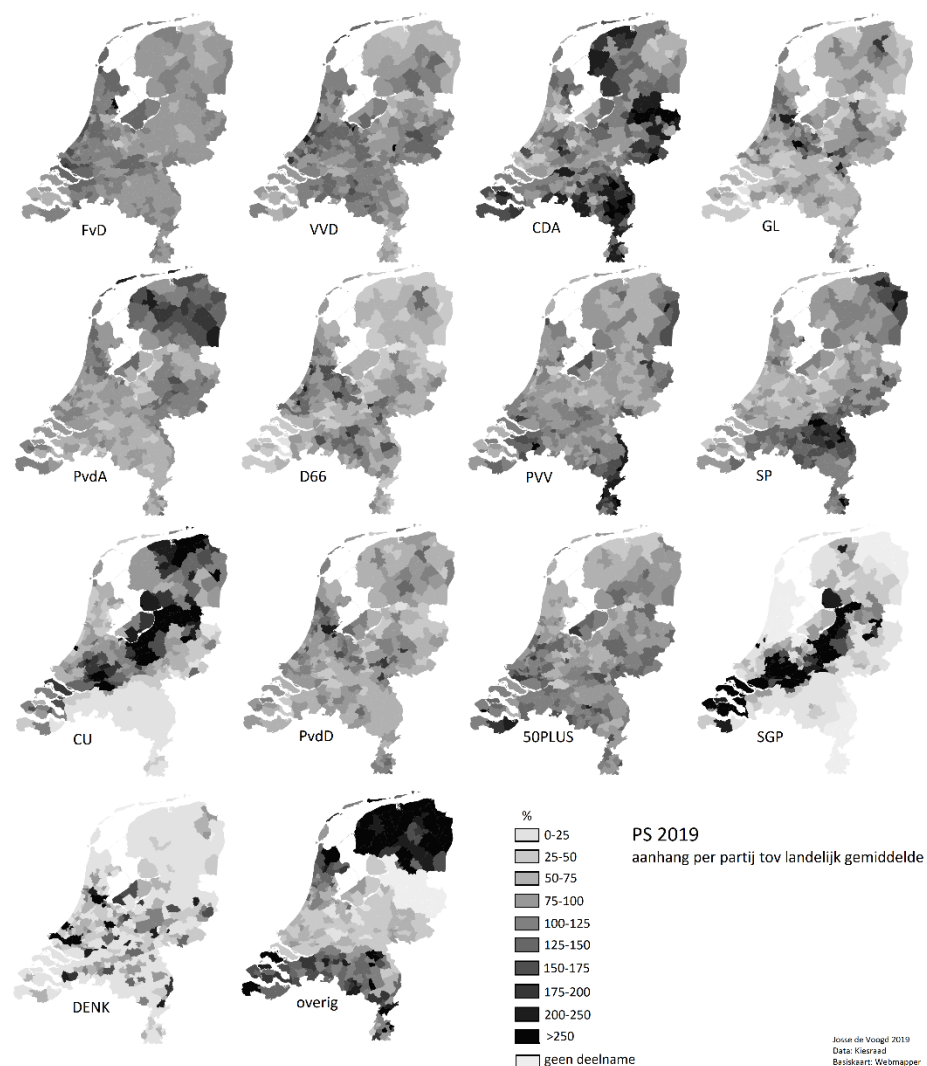 FvD
VVD
CDA
GL
PvdA
D66
PVV
SP
CU
PvdD
50PLUS
SGP
DENK
overig
%
0-25
25-50
50-75
75-100
100-125
125-150
150-175
175-200
200-250
>250
geen deelname
PS 2019
aanhang per partij tov landelijk gemiddelde
Josse de Voogd 2019
Data: Kiesraad
Basiskaart: Webmapper